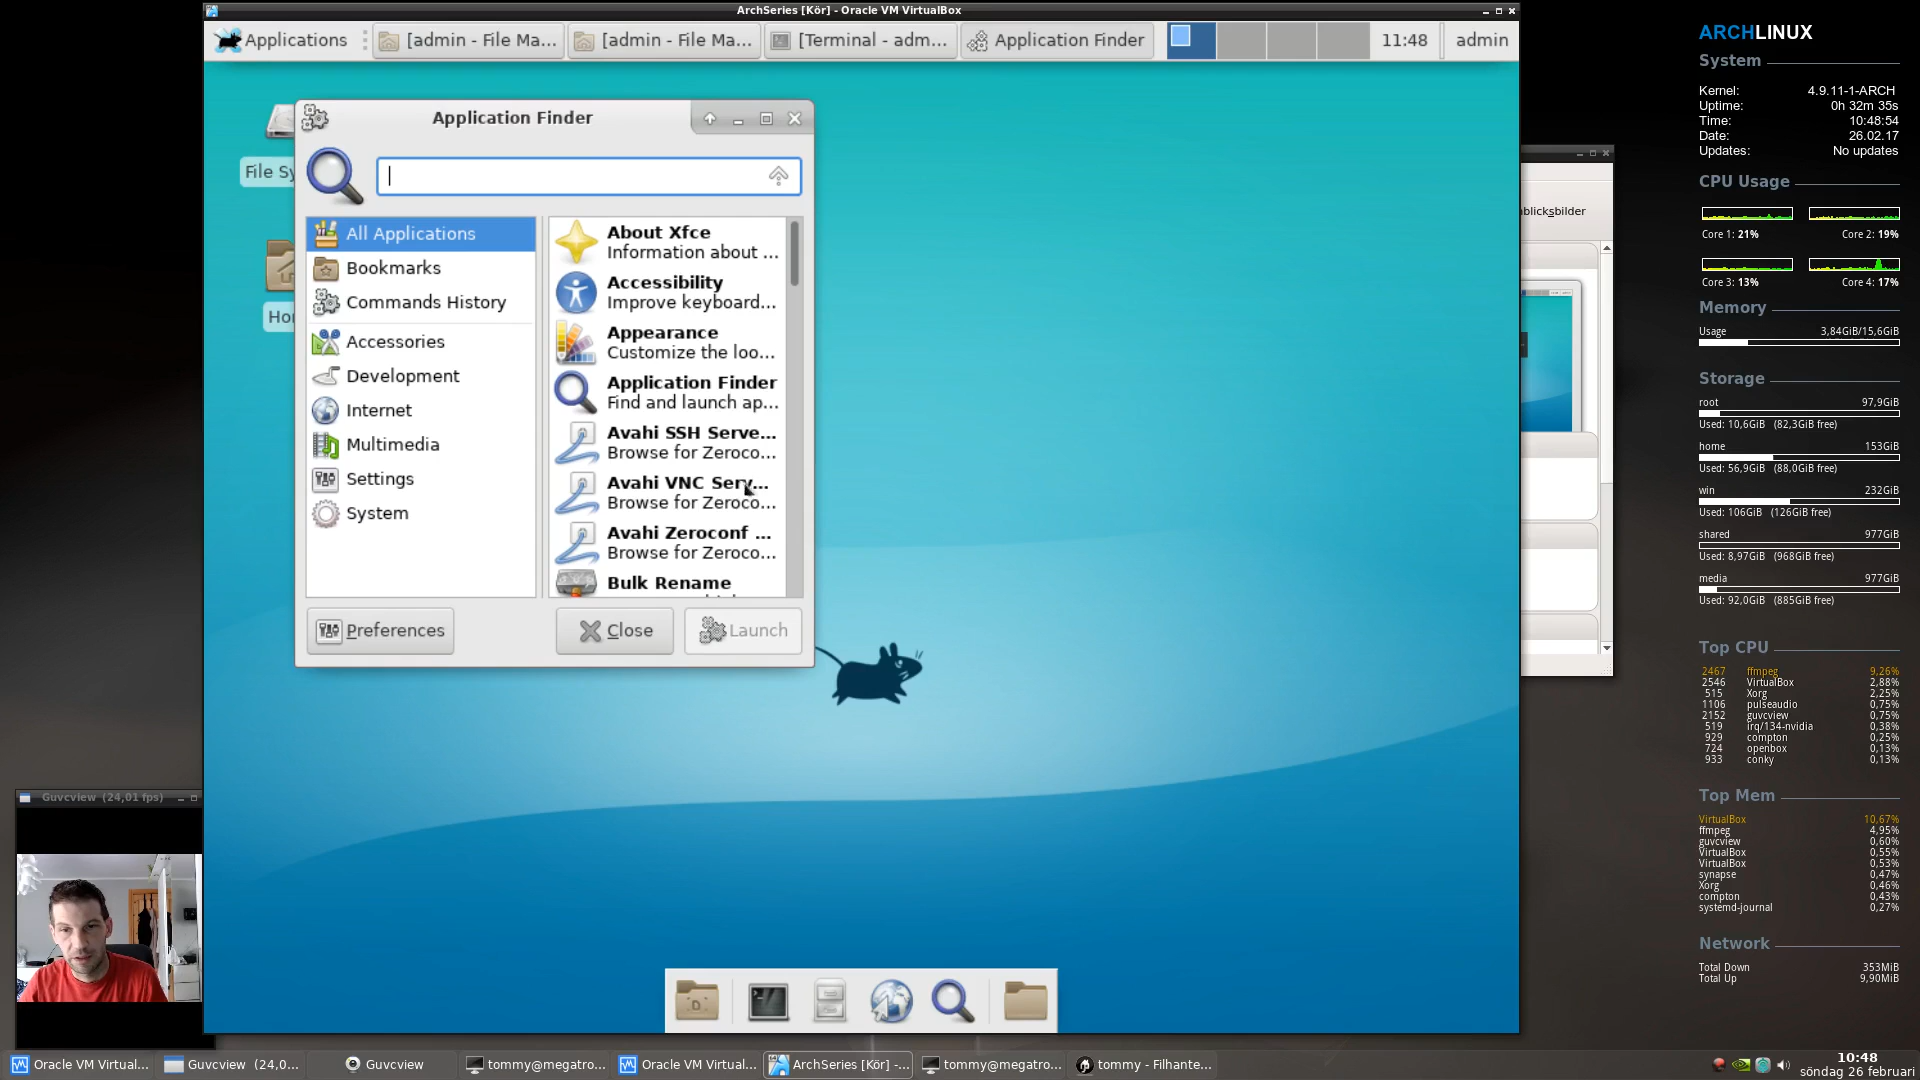 ArchSeries [Kör] - Oracle VM VirtualBox
Applications
[admin - File Ma...
[admin - File Ma...
[Terminal - adm...
Application Finder
11:48
admin
File Sy
Hor
Application Finder
All Applications
Bookmarks
Commands History
Accessories
Development
Internet
Multimedia
Settings
System
About Xfce
Information about ...
Accessibility
Improve keyboard...
Appearance
Customize the loo...
Application Finder
Find and launch ap...
Avahi SSH Serve...
Browse for Zeroco...
Avahi VNC Serv...
Browse for Zeroco...
Avahi Zeroconf ...
Browse for Zeroco...
Bulk Rename
Preferences
Close
Launch
blicksbilder
ARCHLINUX
System
Kernel: 4.9.11-1-ARCH
Uptime: 0h 32m 35s
Time: 10:48:54
Date: 26.02.17
Updates: No updates
CPU Usage
Core 1: 21% Core 2: 19%
Core 3: 13% Core 4: 17%
Memory
Usage 3,84GiB/15,6GiB
Storage
root 97,9GiB
Used: 10,6GiB (82,3GiB free)
home 153GiB
Used: 56,9GiB (88,0GiB free)
win 232GiB
Used: 106GiB (126GiB free)
shared 977GiB
Used: 8,97GiB (968GiB free)
media 977GiB
Used: 92,0GiB (885GiB free)
Top CPU
2467 ffmpeg 9,26%
2546 VirtualBox 2,88%
515 Xorg 2,25%
1106 pulseaudio 0,75%
2152 guvcview 0,75%
519 irq/134-nvidia 0,38%
929 compton 0,25%
724 openbox 0,13%
933 conky 0,13%
Top Mem
VirtualBox 10,67%
ffmpeg 4,95%
guvcview 0,60%
VirtualBox 0,55%
VirtualBox 0,53%
synapse 0,47%
Xorg 0,46%
compton 0,43%
systemd-journal 0,27%
Network
Total Down 353MiB
Total Up 9,90MiB
Guvcview (24,01 fps)
Oracle VM Virtual...
Guvcview (24,0...
Guvcview
tommy@megatro...
Oracle VM Virtual...
ArchSeries [Kör] -...
tommy@megatro...
tommy - Filhante...
10:48
söndag 26 februari